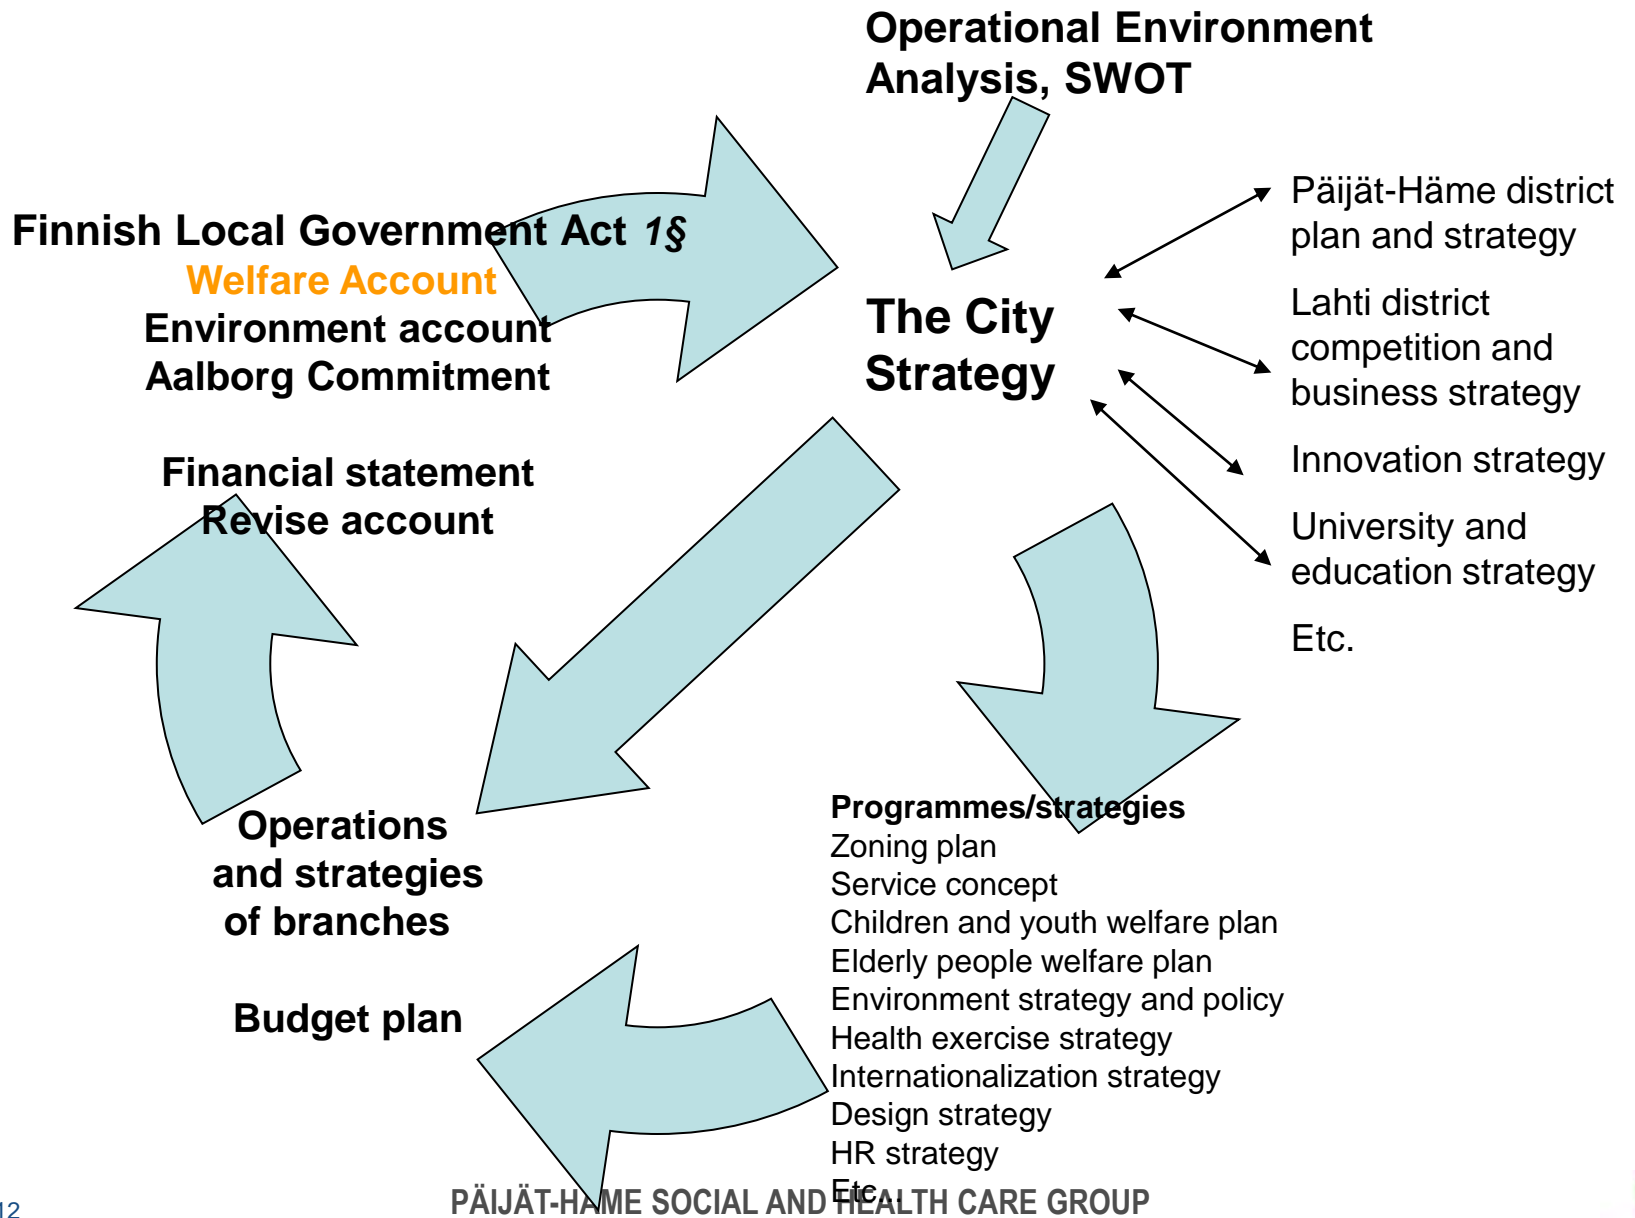 Operational Environment
Analysis, SWOT
Finnish Local Government Act 1§
Welfare Account
Environment account
Aalborg Commitment
Financial statement
Revise account
The City
Strategy
Päijät-Häme district
plan and strategy
Lahti district
competition and
business strategy
Innovation strategy
University and
education strategy
Etc.
Operations
and strategies
of branches
Budget plan
Programmes/strategies
Zoning plan
Service concept
Children and youth welfare plan
Elderly people welfare plan
Environment strategy and policy
Health exercise strategy
Internationalization strategy
Design strategy
HR strategy
Etc...
PÄIJÄT-HÄME SOCIAL AND HEALTH CARE GROUP
12